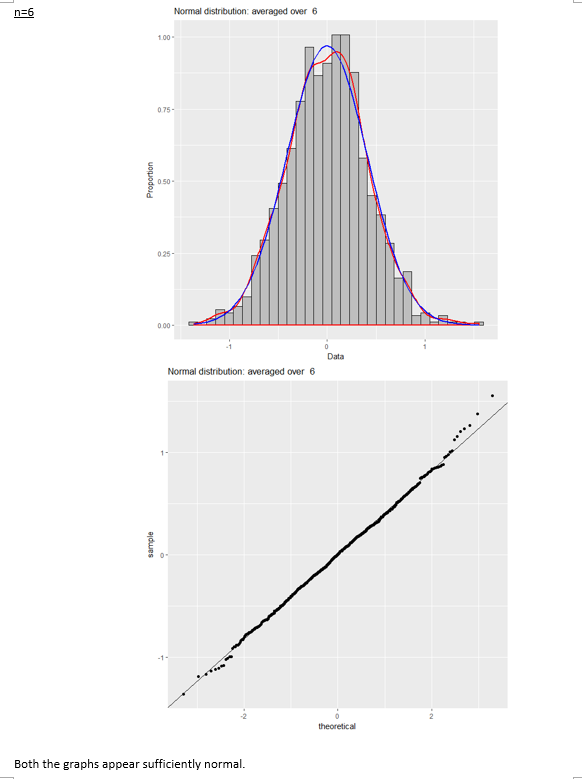 n=6
Normal distribution: averaged over 6
1.00
0.75
0.50
0.25
0.00
Proportion
-1
0
1
Data
Normal distribution: averaged over 6
1
0
-1
sample
-2
0
2
theoretical
Both the graphs appear sufficiently normal.